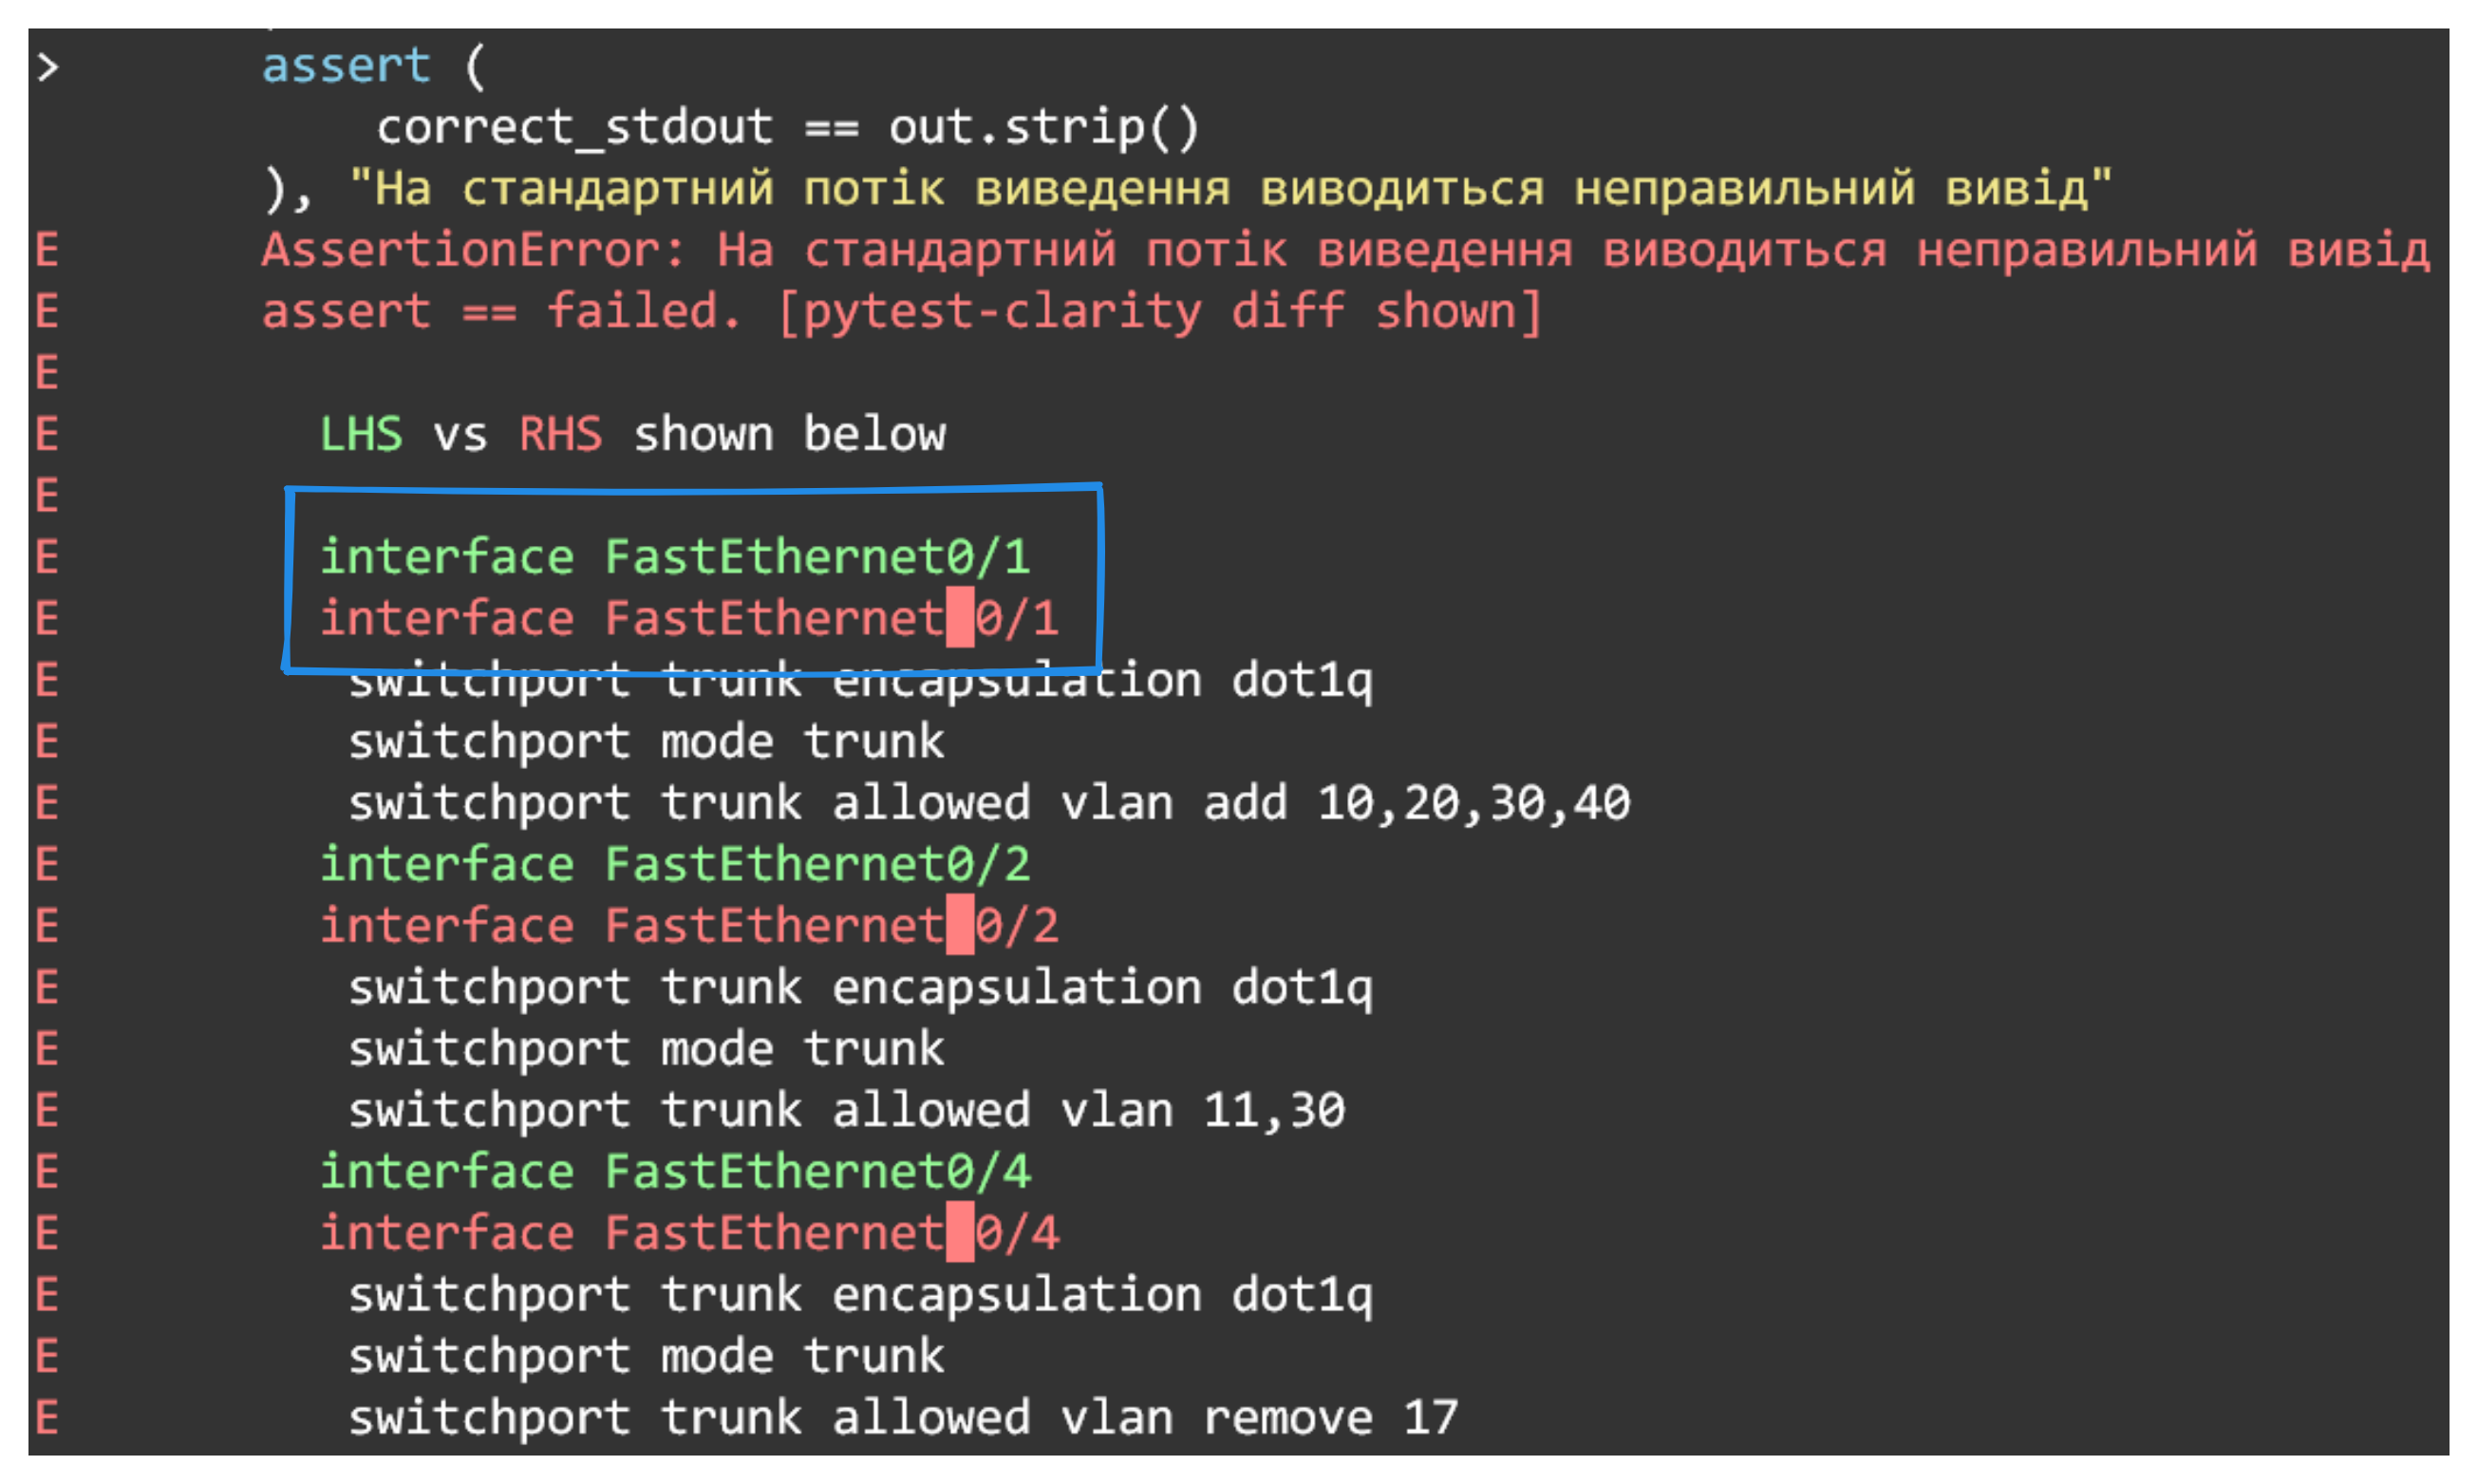 > assert (
correct_stdout == out.strip()
), "На стандартний потік виведення виводиться неправильний вивід"
E AssertionError: На стандартний потік виведення виводиться неправильний вивід
E assert == failed. [pytest-clarity diff shown]
E
E LHS vs RHS shown below
E
E interface FastEthernet0/1
E interface FastEthernet 0/1
E switchport trunk encapsulation dot1q
E switchport mode trunk
E switchport trunk allowed vlan add 10,20,30,40
E interface FastEthernet0/2
E interface FastEthernet 0/2
E switchport trunk encapsulation dot1q
E switchport mode trunk
E switchport trunk allowed vlan 11,30
E interface FastEthernet0/4
E interface FastEthernet 0/4
E switchport trunk encapsulation dot1q
E switchport mode trunk
E switchport trunk allowed vlan remove 17